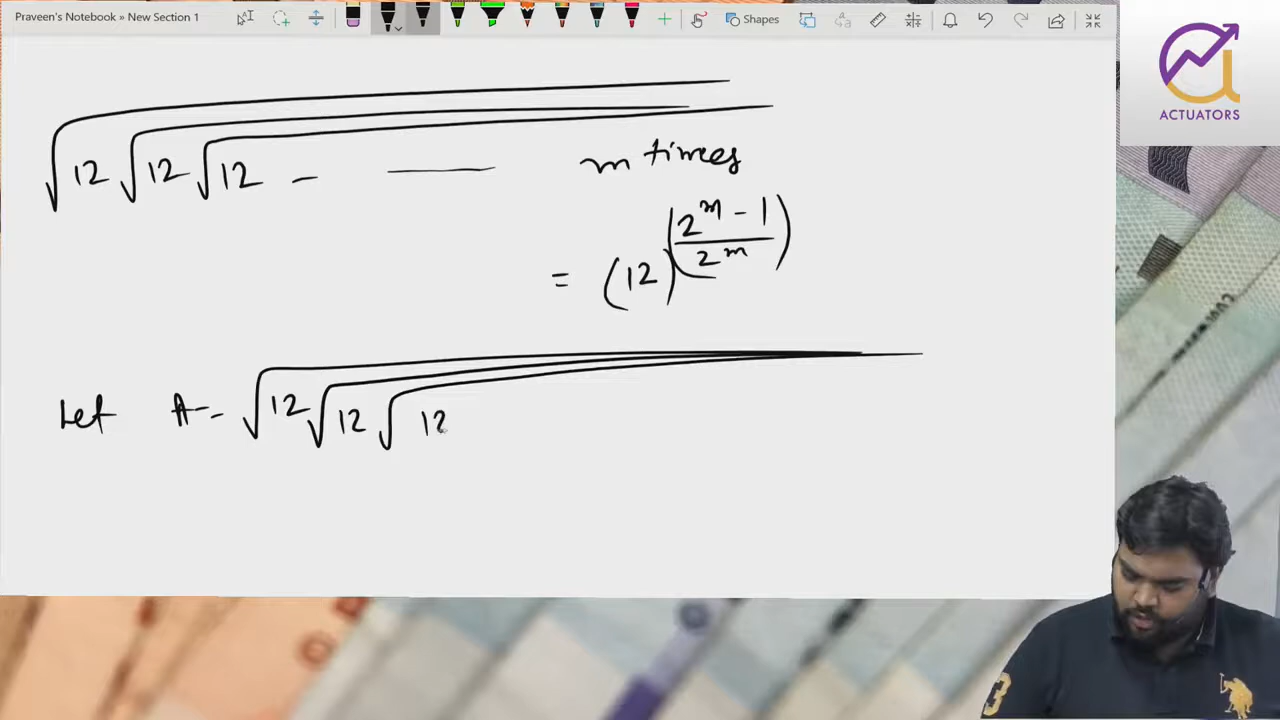 Praveen's Notebook » New Section 1
Shapes
ACTUATORS
√12√12√12 - — m times
= (12)^((2^m - 1)/2^m)
Let A = √12√12√12
3